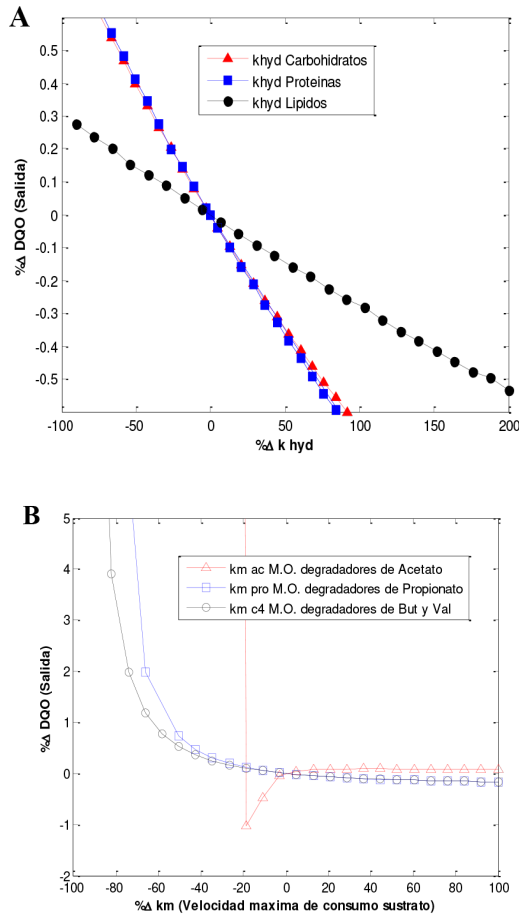 A
khyd Carbohidratos
khyd Proteinas
khyd Lipidos
0.5
0.4
0.3
0.2
0.1
0
-0.1
-0.2
-0.3
-0.4
-0.5
%Δ DQO (Salida)
-100 -50 0 50 100 150 200
%Δ k hyd
B
km ac M.O. degradadores de Acetato
km pro M.O. degradadores de Propionato
km c4 M.O. degradadores de But y Val
5
4
3
2
1
0
-1
-2
%Δ DQO (Salida)
-100 -80 -60 -40 -20 0 20 40 60 80 100
%Δ km (Velocidad maxima de consumo sustrato)